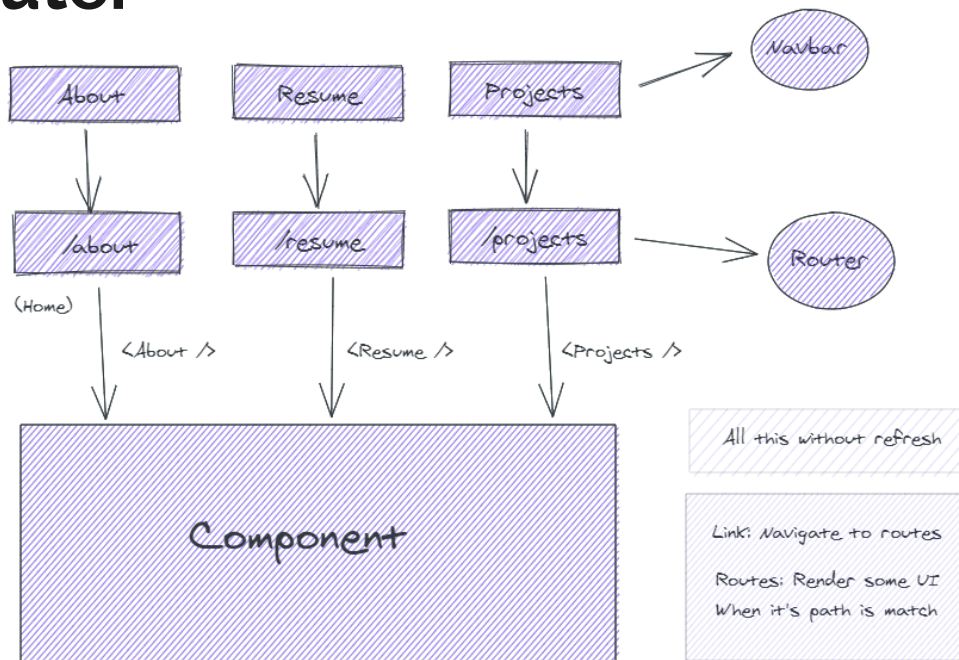 Navbar
About
Resume
Projects
/about
/resume
/projects
Router
(Home)
<About />
<Resume />
<Projects />
All this without refresh
Component
Link: Navigate to routes
Routes: Render some UI
When it's path is match